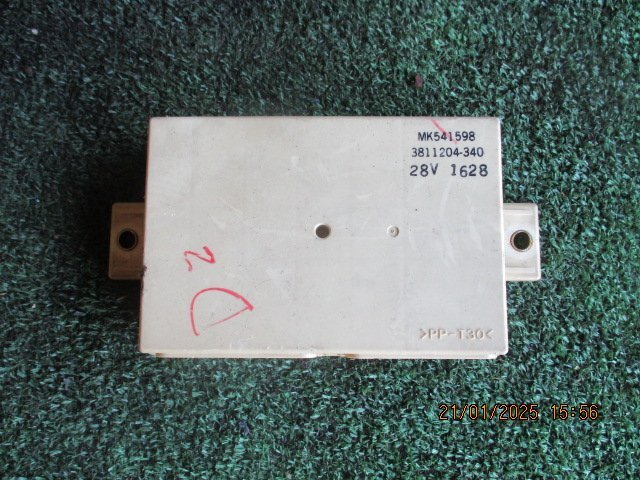 MK541598
3811204-340
28V 1628
>PP-T30<
21/01/2025 15:56